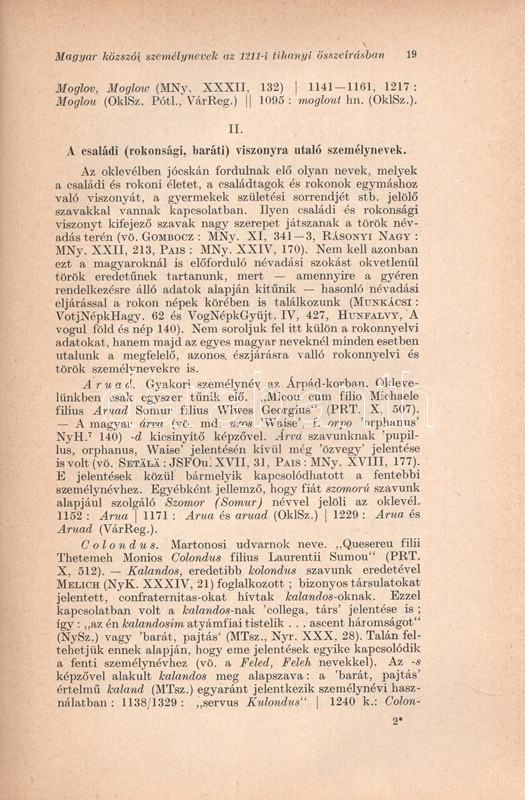 Magyar közszói személynevek az 1211-i tihanyi összeírásban 19
Moglov, Moglow (MNy. XXXII, 132) | 1141—1161, 1217 :
Moglou (OklSz. Pótl., VárReg.) || 1095 : moglout hn. (OklSz.).
II.
A családi (rokonsági, baráti) viszonyra utaló személynevek.
Az oklevélben jócskán fordulnak elő olyan nevek, melyek
a családi és rokoni életet, a családtagok és rokonok egymáshoz
való viszonyát, a gyermekek születési sorrendjét stb. jelölő
szavakkal vannak kapcsolatban. Ilyen családi és rokonsági
viszonyt kifejező szavak nagy szerepet játszanak a török név-
adás terén (vö. GOMBOCZ : MNy. XI, 341—3, RÁSONYI NAGY :
MNy. XXII, 213, PAIS : MNy. XXIV, 170). Nem kell azonban
ezt a magyaroknál is előforduló névadási szokást okvetlenül
török eredetűnek tartanunk, mert — amennyire a gyéren
rendelkezésre álló adatok alapján kitűnik — hasonló névadási
eljárással a rokon népek körében is találkozunk (MUNKÁCSI :
VotjNépkHagy. 62 és VogNépkGyüjt. IV, 427, HUNFALVY, A
vogul föld és nép 140). Nem soroljuk fel itt külön a rokonnyelvi
adatokat, hanem majd az egyes magyar neveknél minden esetben
utalunk a megfelelő, azonos észjárásra valló rokonnyelvi és
török személynevekre is.
Aruad. Gyakori személynév az Árpád-korban. Okleve-
lünkben csak egyszer tűnik elő. „Micou cum filio Michaele
filius Aruad Somur filius Wlwes Georgius“ (PRT. X, 507).
— A magyar árva (vö. md. uros 'Waise' f. orpo 'orphanus'
NyH.⁷ 140) -d kicsinyítő képzővel. Árva szavunknak 'pupil-
lus, orphanus, Waise' jelentésén kívül még 'özvegy' jelentése
is volt (vö. SETÄLÄ : JSFOu. XVII, 31, PAIS : MNy. XVIII, 177).
E jelentések közül bármelyik kapcsolódhatott a fentebbi
személynévhez. Egyébként jellemző, hogy fiát szomorú szavunk
alapjául szolgáló Szomor (Somur) névvel jelöli az oklevél.
1152 : Arua | 1171 : Arua és aruad (OklSz.) | 1229 : Arua és
Aruad (VárReg.).
Colondus. Martonosi udvarnok neve. „Quesereu filii
Thetemeh Monios Colondus filius Laurentii Sumou“ (PRT.
X, 512). — Kalandos, eredetibb kolondus szavunk eredetével
MELICH (NyK. XXXIV, 21) foglalkozott ; bizonyos társulatokat
jelentett, confraternitas-okat hívtak kalandos-oknak. Ezzel
kapcsolatban volt a kalandos-nak 'collega, társ' jelentése is ;
így : „az én kalandosim atyámfiai tistelik . . . ascent háromságot“
(NySz.) vagy 'barát, pajtás' (MTsz., Nyr. XXX, 28). Talán fel-
tehetjük ennek alapján, hogy eme jelentések egyike kapcsolódik
a fenti személynévhez (vö. a Feled, Feleh nevekkel). Az -s
képzővel alakult kalandos meg alapszava : a 'barát, pajtás'
értelmű kaland (MTsz.) egyaránt jelentkezik személynévi hasz-
nálatban : 1138/1329 : „servus Kulondus“ | 1240 k.: Colon-
2*